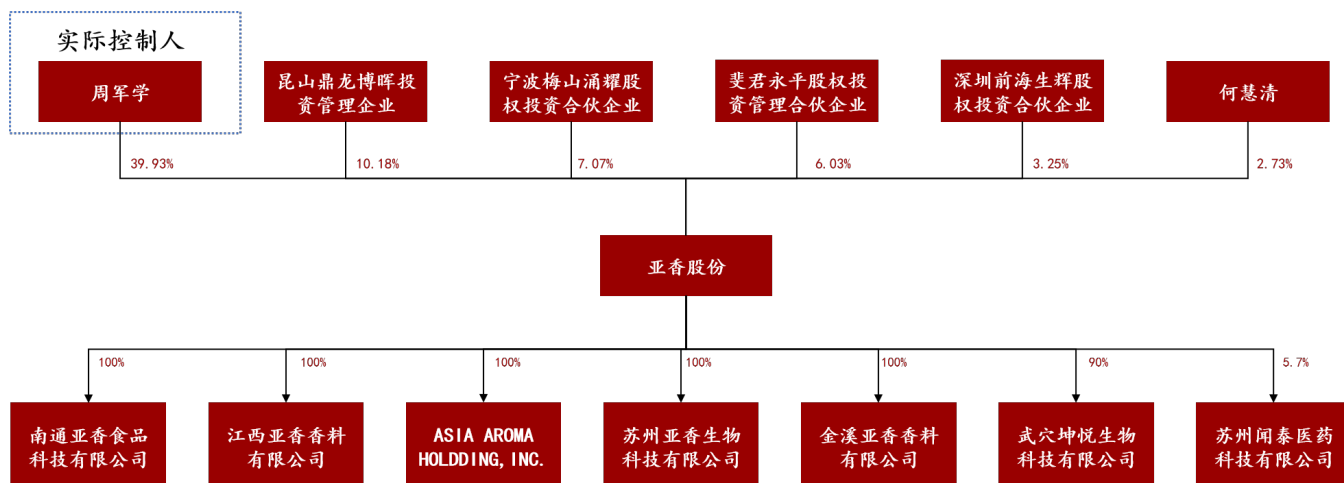 实际控制人
周军学
昆山鼎龙博晖投
资管理企业
宁波梅山涌耀股
权投资合伙企业
斐君永平股权投
资管理合伙企业
深圳前海生辉股
权投资合伙企业
何慧清
39.93%
10.18%
7.07%
6.03%
3.25%
2.73%
亚香股份
100%
100%
100%
100%
100%
90%
5.7%
南通亚香食品
科技有限公司
江西亚香香料
有限公司
ASIA AROMA
HOLDDING,INC.
苏州亚香生物
科技有限公司
金溪亚香香料
有限公司
武穴坤悦生物
科技有限公司
苏州闻泰医药
科技有限公司